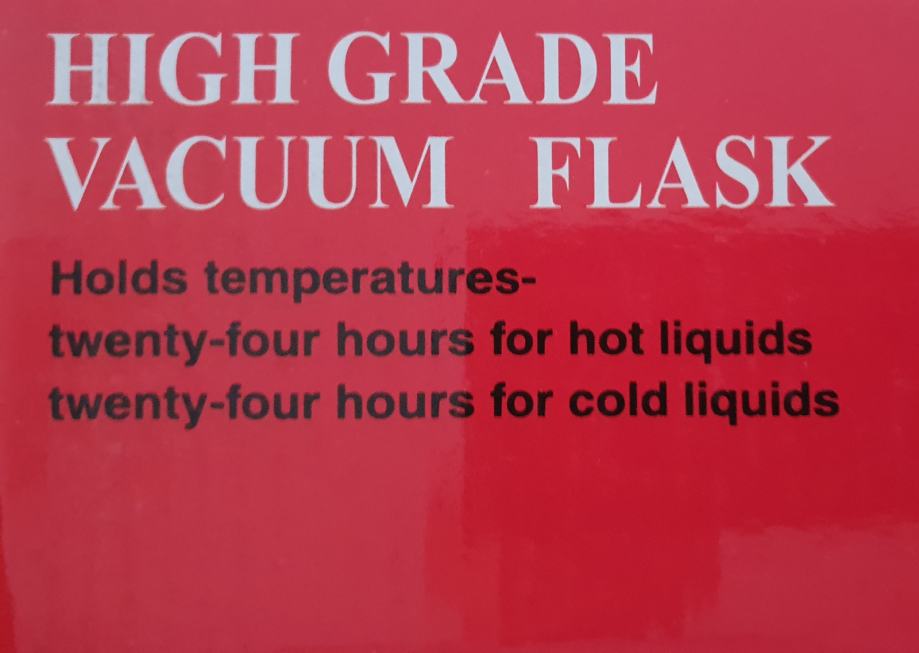 HIGH GRADE
VACUUM FLASK
Holds temperatures-
twenty-four hours for hot liquids
twenty-four hours for cold liquids